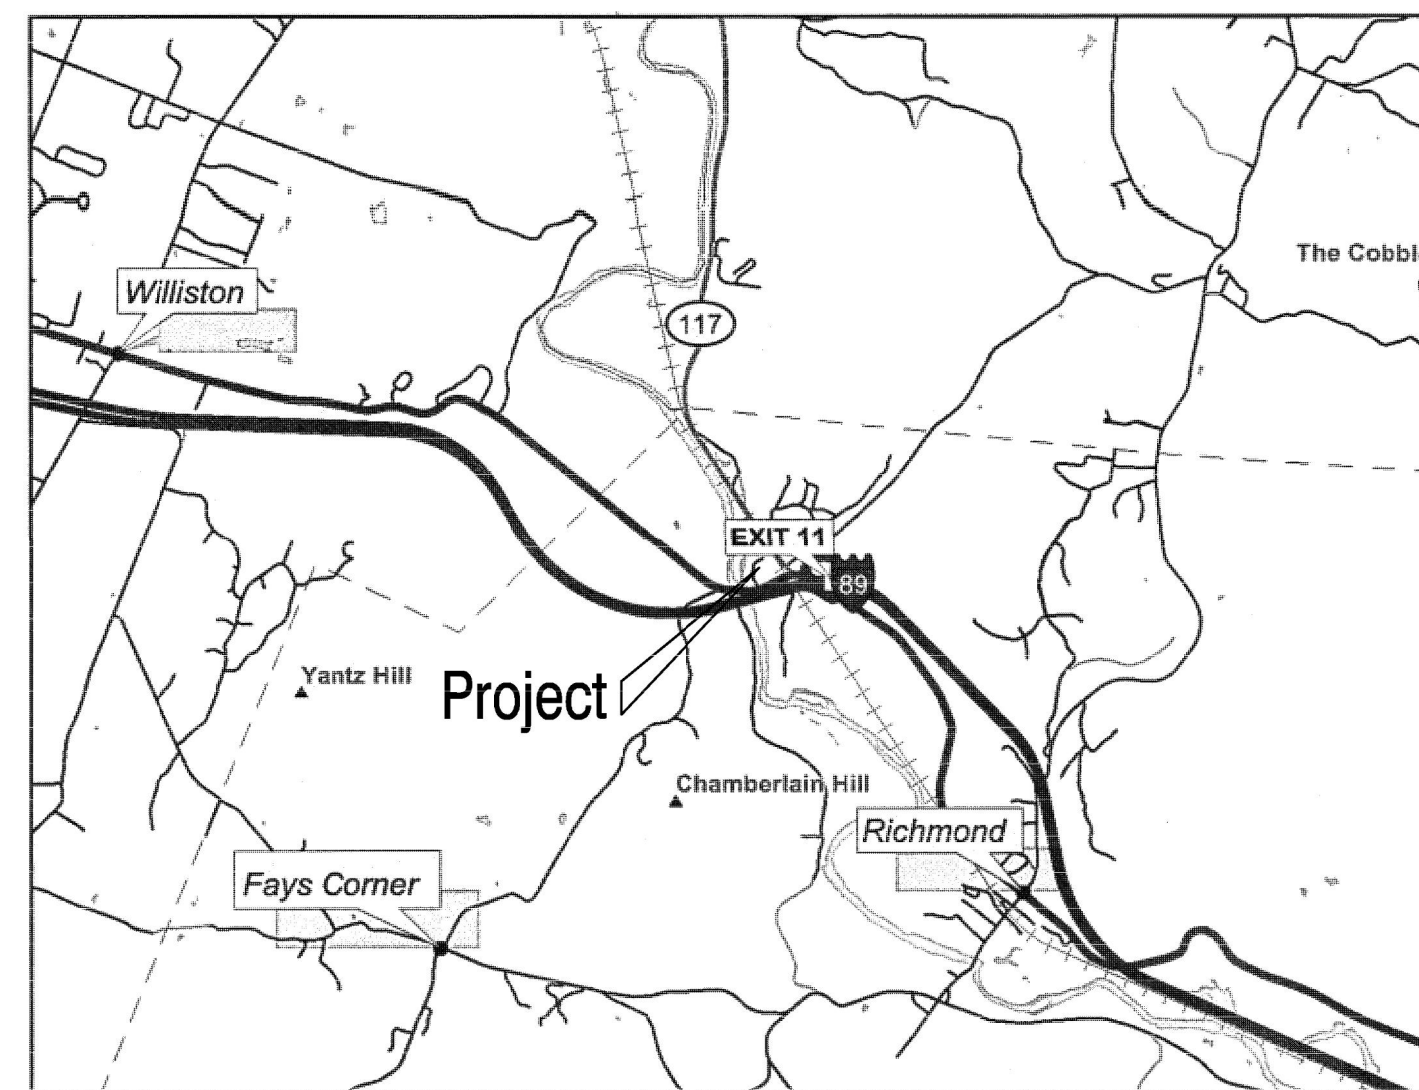 The Cobbl
Williston
117
EXIT 11
89
Yantz Hill
Project
Chamberlain Hill
Richmond
Fays Corner